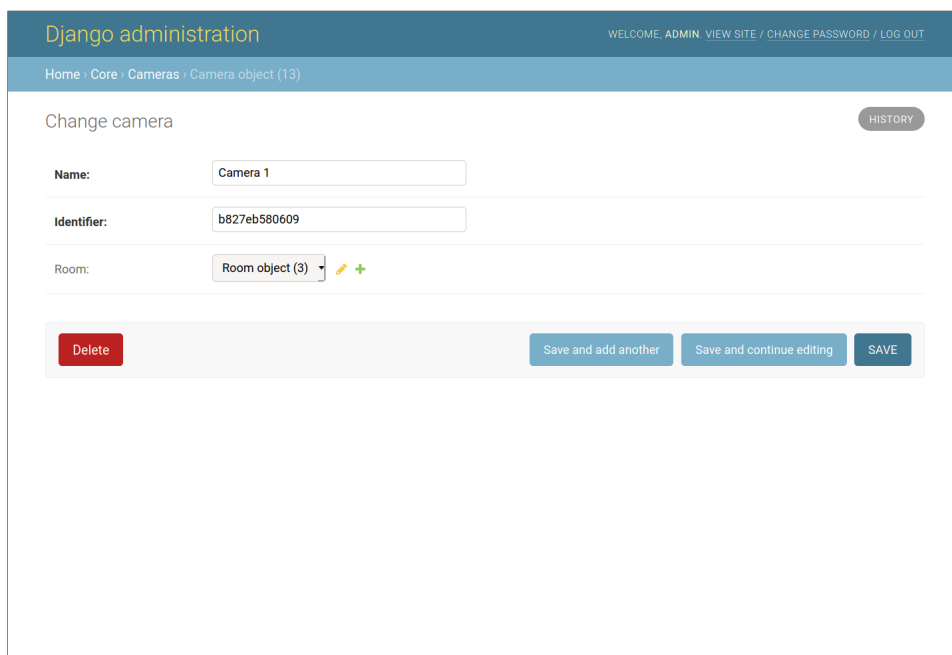 Django administration
WELCOME, ADMIN. VIEW SITE / CHANGE PASSWORD / LOG OUT
Home › Core › Cameras › Camera object (13)
Change camera
HISTORY
Name:
Camera 1
Identifier:
b827eb580609
Room:
Room object (3)
Delete
Save and add another
Save and continue editing
SAVE